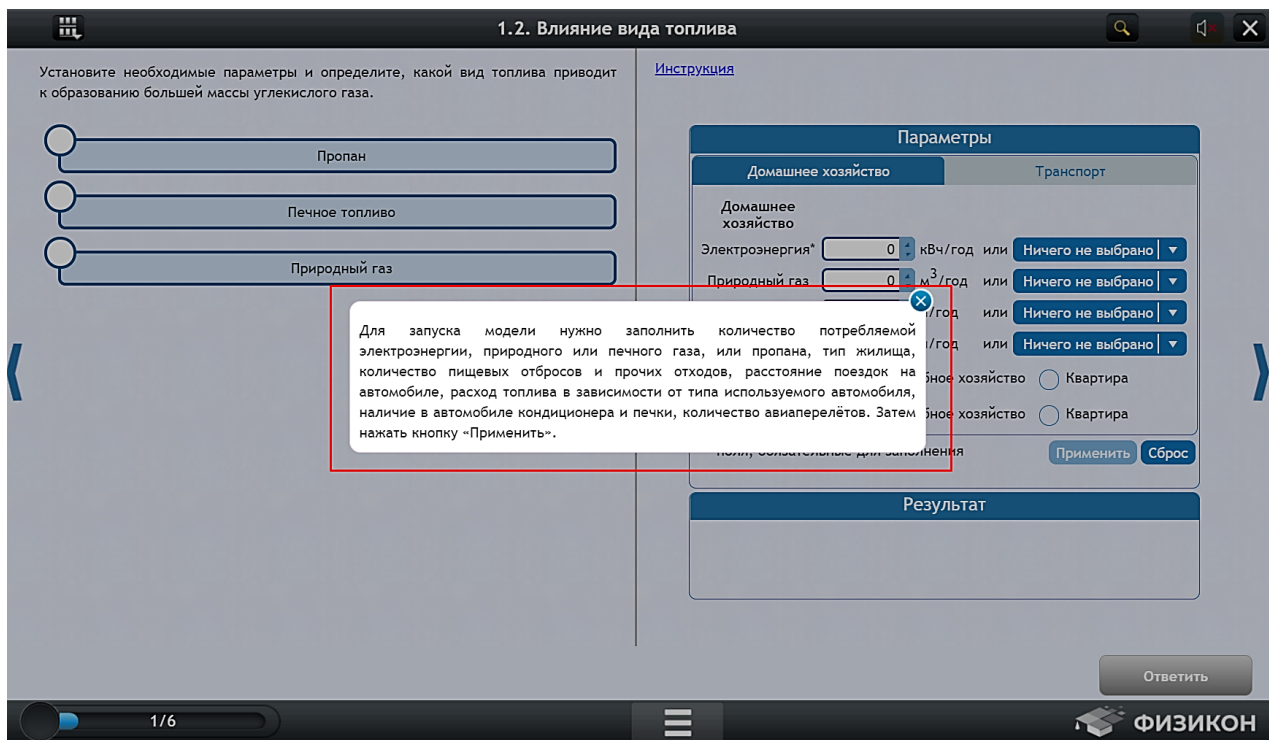 1.2. Влияние вида топлива
Установите необходимые параметры и определите, какой вид топлива приводит
к образованию большей массы углекислого газа.
Пропан
Печное топливо
Природный газ
Инструкция
Параметры
Домашнее хозяйство
Транспорт
Домашнее
хозяйство
Электроэнергия* 0 кВч/год или Ничего не выбрано
Природный газ 0 м3/год или Ничего не выбрано
/год или Ничего не выбрано
/год или Ничего не выбрано
хозяйство Квартира
хозяйство Квартира
поля, обязательные для заполнения
Применить Сброс
Для запуска модели нужно заполнить количество потребляемой
электроэнергии, природного или печного газа, или пропана, тип жилища,
количество пищевых отбросов и прочих отходов, расстояние поездок на
автомобиле, расход топлива в зависимости от типа используемого автомобиля,
наличие в автомобиле кондиционера и печки, количество авиаперелётов. Затем
нажать кнопку «Применить».
Результат
Ответить
1/6
ФИЗИКОН